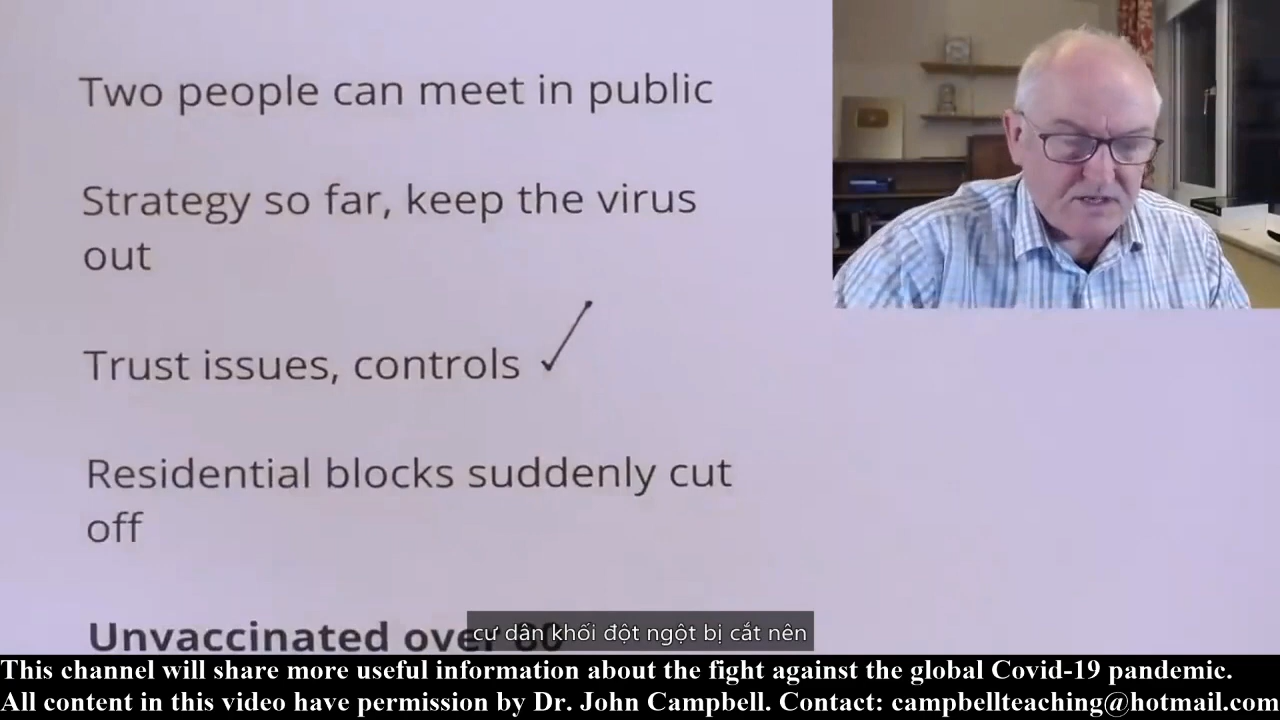 Two people can meet in public
Strategy so far, keep the virus
out
Trust issues, controls
Residential blocks suddenly cut
off
Unvaccinated over 80
cư dân khối đột ngột bị cắt nên
This channel will share more useful information about the fight against the global Covid-19 pandemic.
All content in this video have permission by Dr. John Campbell. Contact: campbellteaching@hotmail.com